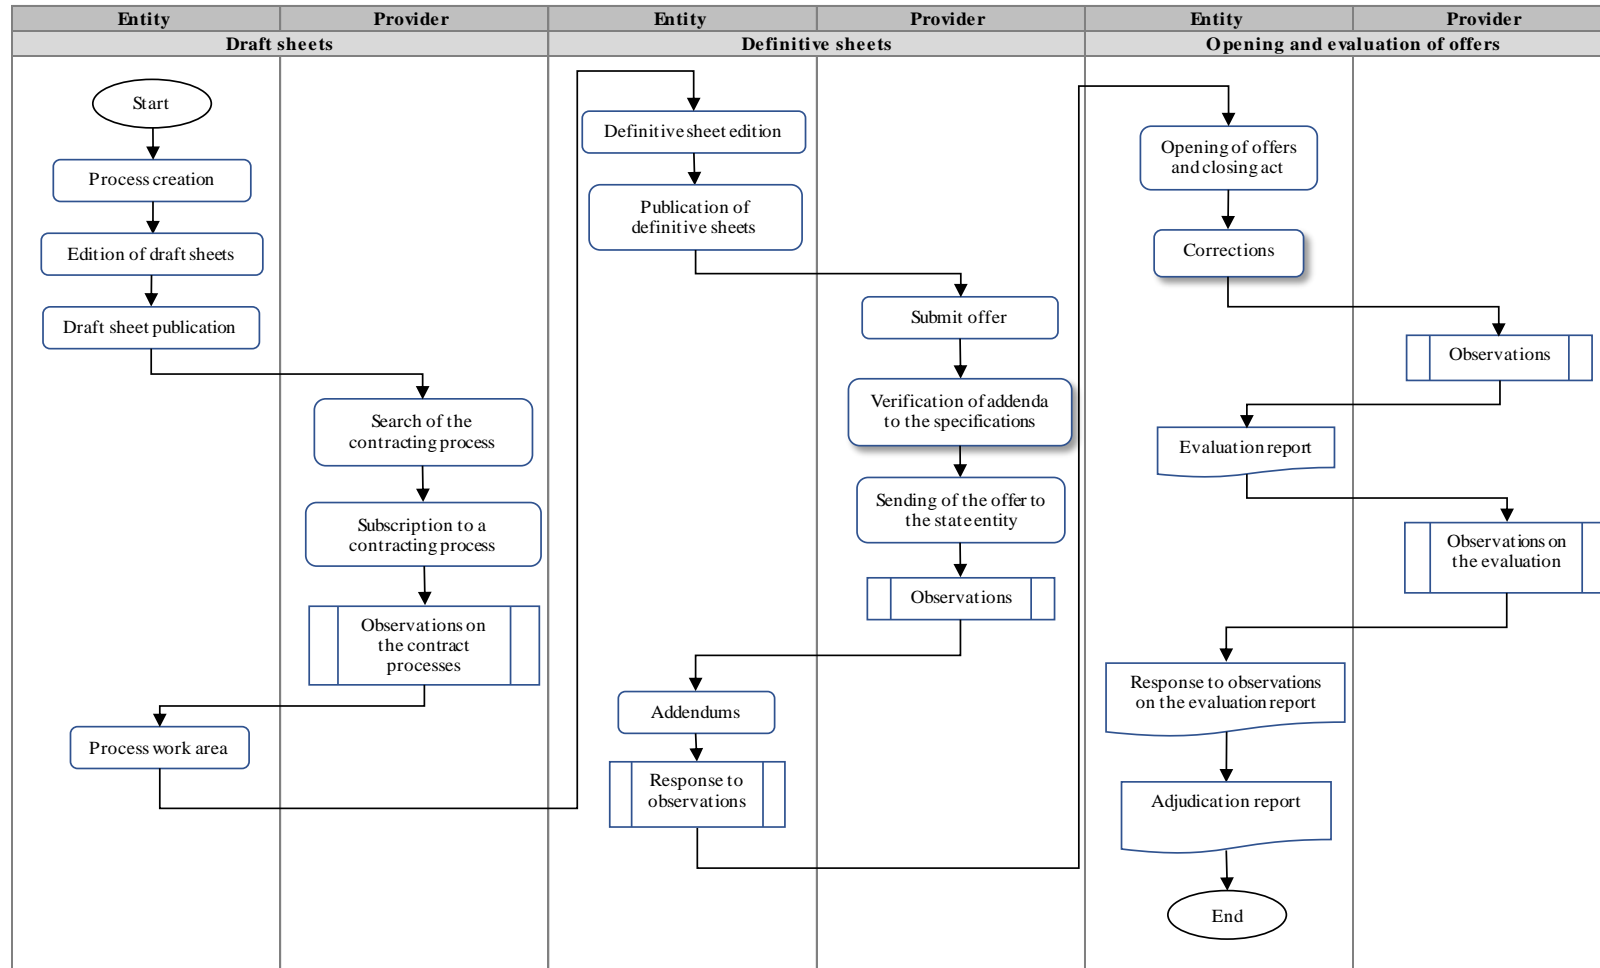 Entity
Provider
Entity
Provider
Entity
Provider
Draft sheets
Definitive sheets
Opening and evaluation of offers
Start
Process creation
Edition of draft sheets
Draft sheet publication
Search of the
contracting process
Subscription to a
contracting process
Observations on
the contract
processes
Process work area
Definitive sheet edition
Publication of
definitive sheets
Submit offer
Verification of addenda
to the specifications
Sending of the offer to
the state entity
Observations
Addendums
Response to
observations
Opening of offers
and closing act
Corrections
Observations
Evaluation report
Observations on
the evaluation
Response to observations
on the evaluation report
Adjudication report
End